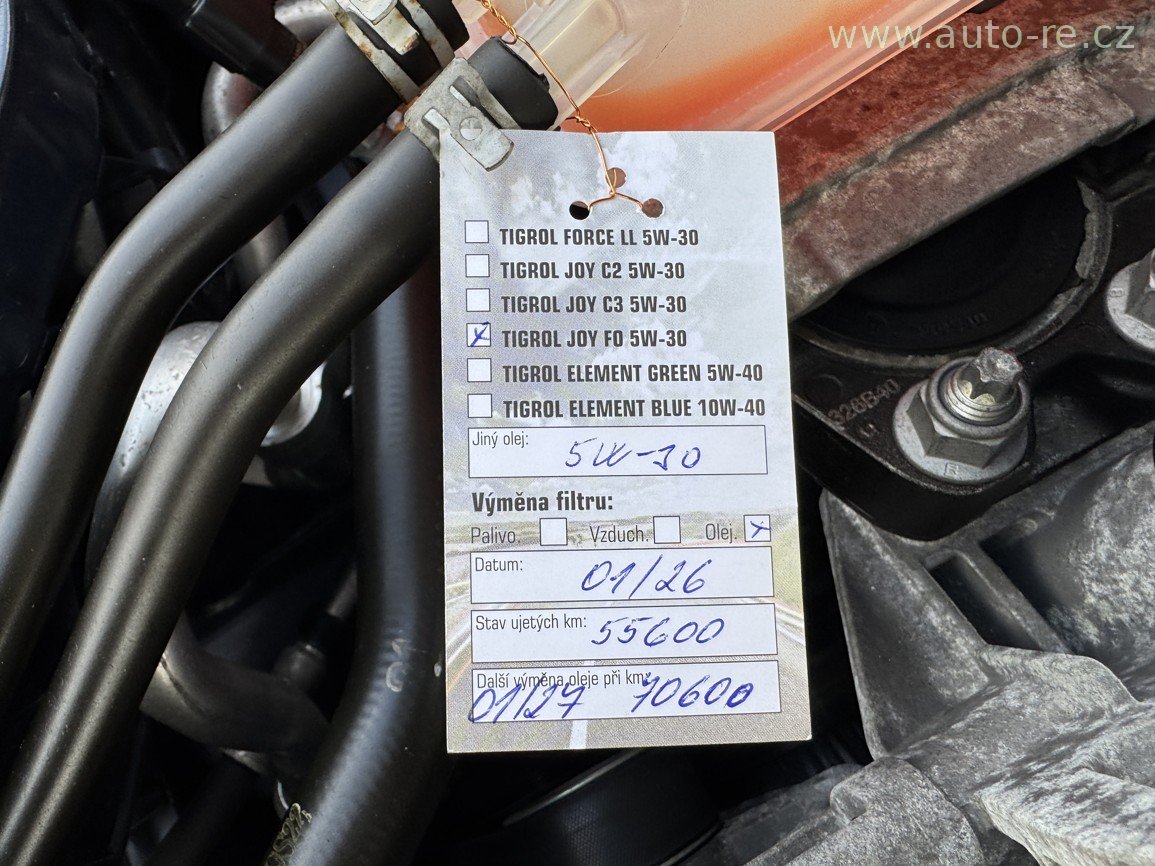 www.auto-re.cz
TIGROL FORCE LL 5W-30
TIGROL JOY C2 5W-30
TIGROL JOY C3 5W-30
x TIGROL JOY FO 5W-30
TIGROL ELEMENT GREEN 5W-40
TIGROL ELEMENT BLUE 10W-40
Jiný olej: 5W-30
Výměna filtru:
Palivo. Vzduch. Olej. x
Datum: 01/26
Stav ujetých km: 55600
Další výměna oleje při km:
01/27 70600
328B40